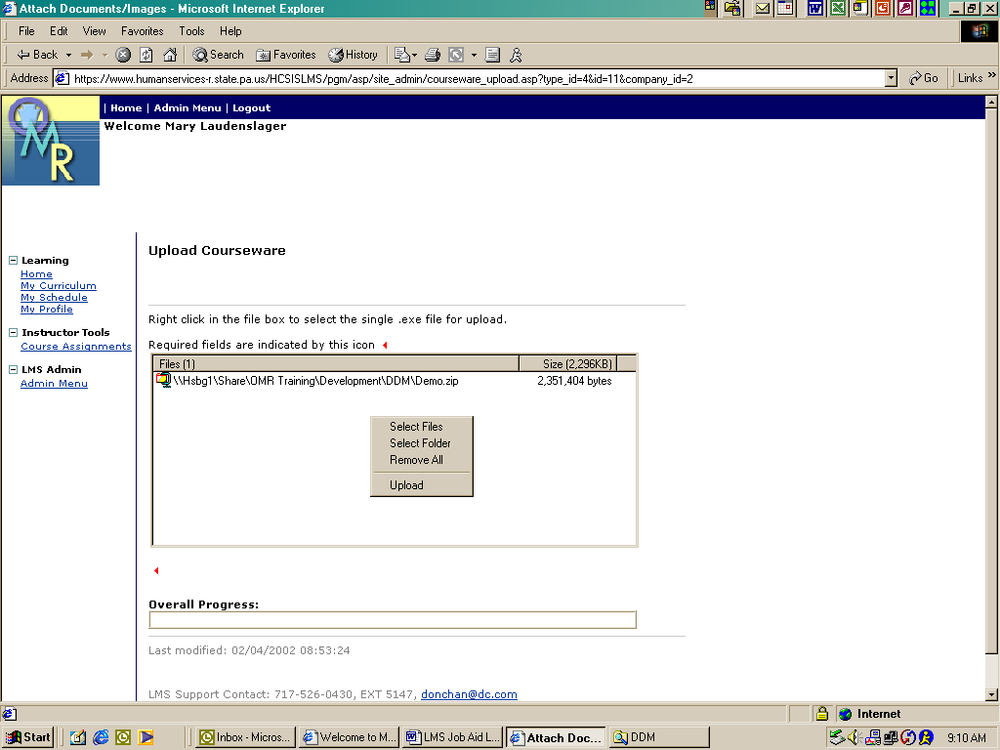 Attach Documents/Images - Microsoft Internet Explorer
File Edit View Favorites Tools Help
Back Search Favorites History
Address https://www.humanservices-r.state.pa.us/HCSISLMS/pgm/asp/site_admin/courseware_upload.asp?type_id=4&id=11&company_id=2 Go Links »
OMR
| Home | Admin Menu | Logout
Welcome Mary Laudenslager
Learning
Home
My Curriculum
My Schedule
My Profile
Instructor Tools
Course Assignments
LMS Admin
Admin Menu
Upload Courseware
Right click in the file box to select the single .exe file for upload.
Required fields are indicated by this icon
Files (1) Size (2,296KB)
\\Hsbg1\Share\OMR Training\Development\DDM\Demo.zip 2,351,404 bytes
Select Files
Select Folder
Remove All
Upload
Overall Progress:
Last modified: 02/04/2002 08:53:24
LMS Support Contact: 717-526-0430, EXT 5147, donchan@dc.com
Internet
Start Inbox - Micros... Welcome to M... LMS Job Aid L... Attach Doc... DDM 9:10 AM